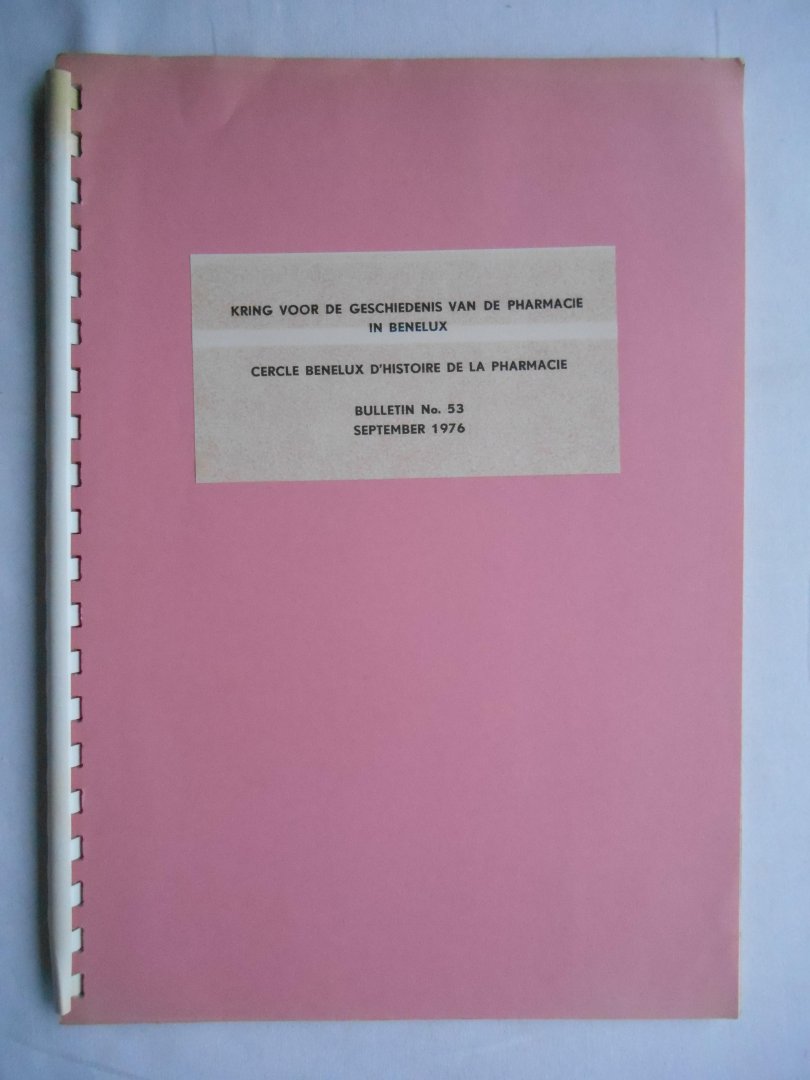 KRING VOOR DE GESCHIEDENIS VAN DE PHARMACIE
IN BENELUX
CERCLE BENELUX D'HISTOIRE DE LA PHARMACIE
BULLETIN No. 53
SEPTEMBER 1976